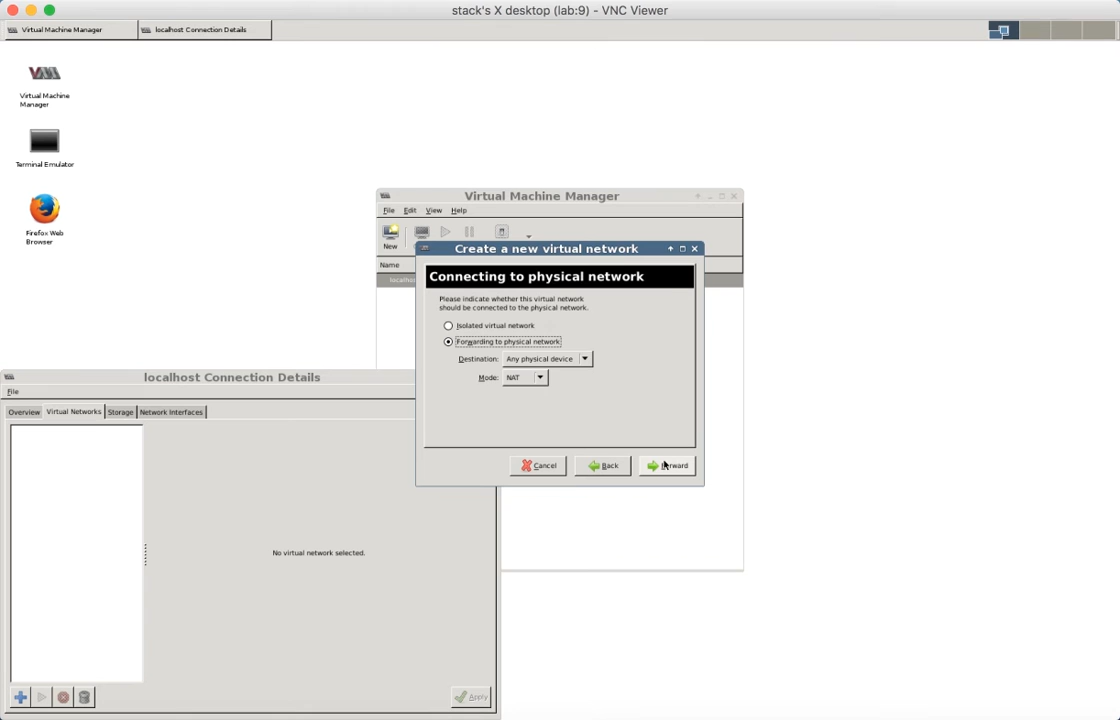 stack's X desktop (lab:9) - VNC Viewer
Virtual Machine Manager
localhost Connection Details
Virtual Machine
Manager
Terminal Emulator
Firefox Web
Browser
Virtual Machine Manager
File Edit View Help
New
Name
Create a new virtual network
Connecting to physical network
Please indicate whether this virtual network
should be connected to the physical network.
Isolated virtual network
Forwarding to physical network
Destination: Any physical device
Mode: NAT
Cancel Back Forward
localhost Connection Details
File
Overview Virtual Networks Storage Network Interfaces
No virtual network selected.
Apply